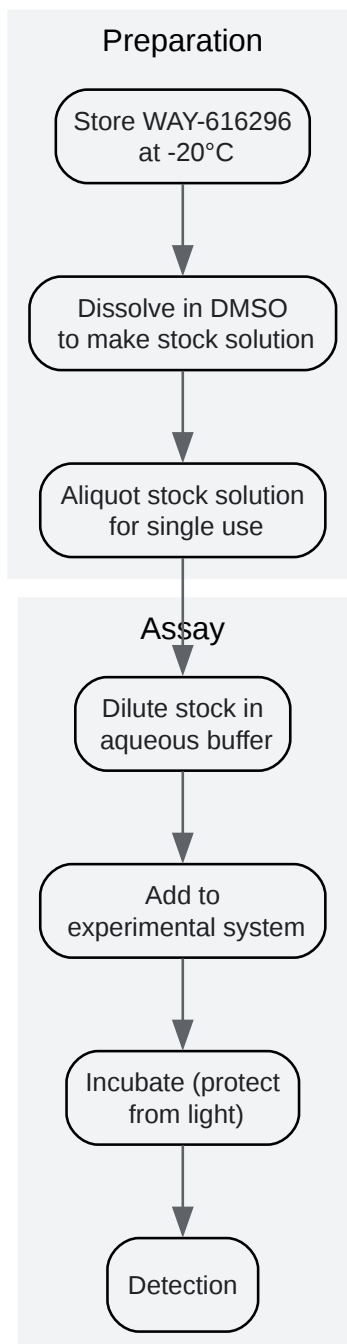 Preparation
Store WAY-616296
at -20°C
Dissolve in DMSO
to make stock solution
Aliquot stock solution
for single use
Assay
Dilute stock in
aqueous buffer
Add to
experimental system
Incubate (protect
from light)
Detection